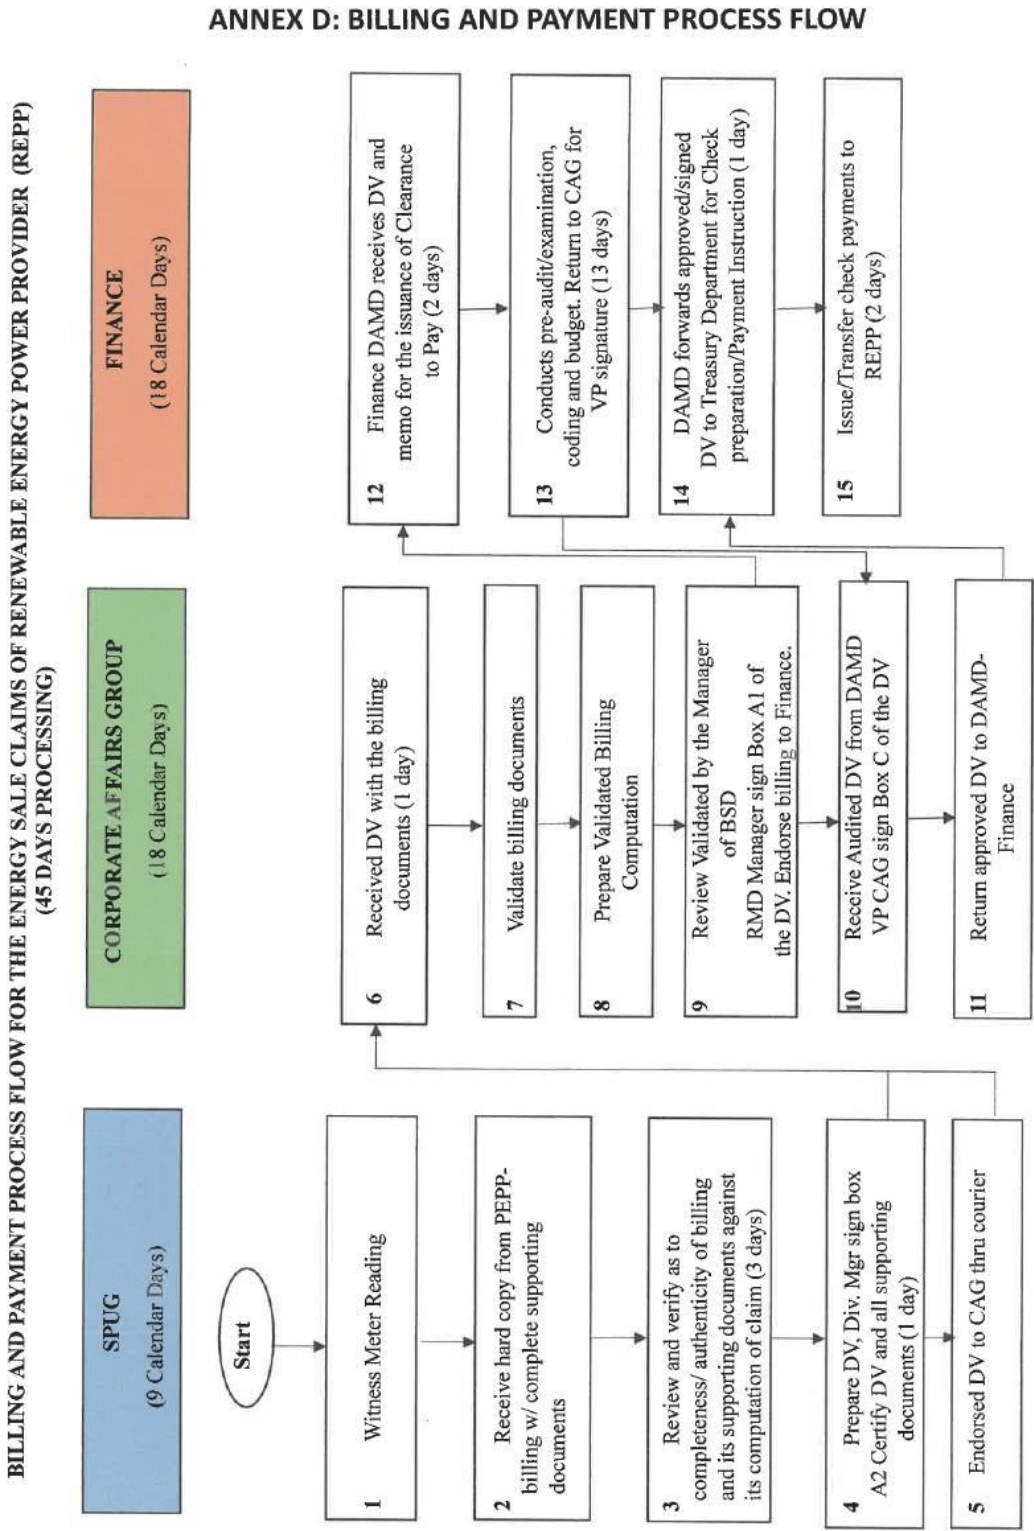 ANNEX D: BILLING AND PAYMENT PROCESS FLOW
BILLING AND PAYMENT PROCESS FLOW FOR THE ENERGY SALE CLAIMS OF RENEWABLE ENERGY POWER PROVIDER (REPP)
(45 DAYS PROCESSING)
SPUG
(9 Calendar Days)
Start
1 Witness Meter Reading
2 Receive hard copy from PEPP-
billing w/ complete supporting
documents
3 Review and verify as to
completeness/ authenticity of billing
and its supporting documents against
its computation of claim (3 days)
4 Prepare DV, Div. Mgr sign box
A2 Certify DV and all supporting
documents (1 day)
5 Endorsed DV to CAG thru courier
CORPORATE AFFAIRS GROUP
(18 Calendar Days)
6 Received DV with the billing
documents (1 day)
7 Validate billing documents
8 Prepare Validated Billing
Computation
9 Review Validated by the Manager
of BSD
RMD Manager sign Box A1 of
the DV. Endorse billing to Finance.
10 Receive Audited DV from DAMD
VP CAG sign Box C of the DV
11 Return approved DV to DAMD-
Finance
FINANCE
(18 Calendar Days)
12 Finance DAMD receives DV and
memo for the issuance of Clearance
to Pay (2 days)
13 Conducts pre-audit/examination,
coding and budget. Return to CAG for
VP signature (13 days)
14 DAMD forwards approved/signed
DV to Treasury Department for Check
preparation/Payment Instruction (1 day)
15 Issue/Transfer check payments to
REPP (2 days)